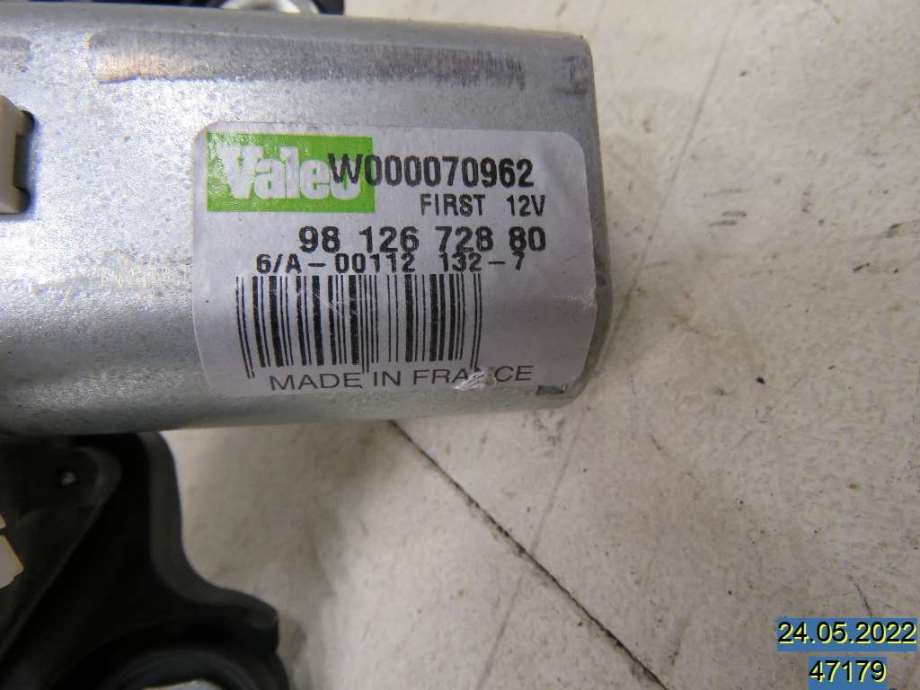 Valeo W000070962
FIRST 12V
98 126 728 80
6/A-00112 132-7
MADE IN FRANCE
24.05.2022
47179